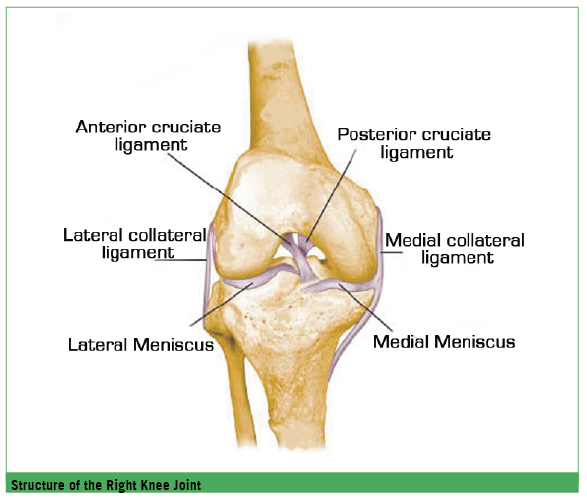 Anterior cruciate
ligament
Posterior cruciate
ligament
Lateral collateral
ligament
Medial collateral
ligament
Lateral Meniscus
Medial Meniscus
Structure of the Right Knee Joint